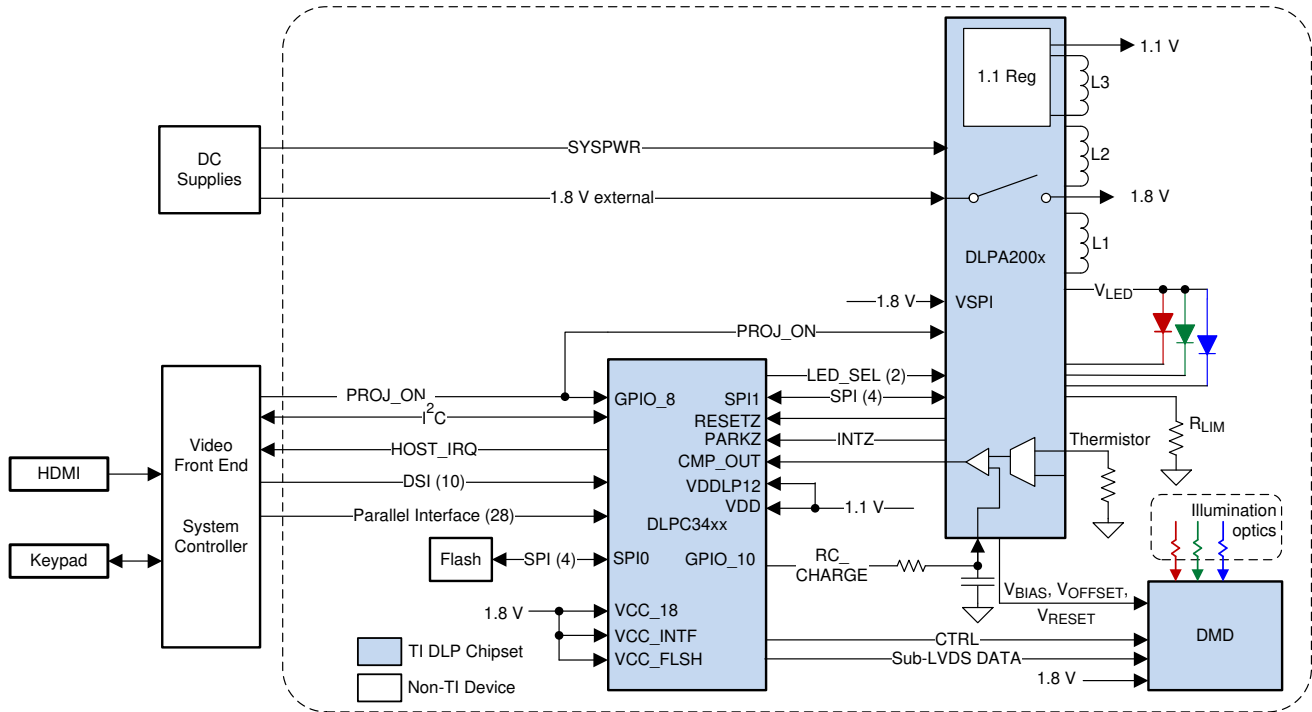 1.1 Reg
1.1 V
L3
L2
DC
Supplies
SYSPWR
1.8 V external
1.8 V
L1
DLPA200x
VLED
1.8 V
VSPI
PROJ_ON
LED_SEL (2)
PROJ_ON
GPIO_8
SPI1
SPI (4)
I2C
RESETZ
RLIM
Video
Front End
HOST_IRQ
PARKZ
INTZ
Thermistor
HDMI
CMP_OUT
DSI (10)
VDDLP12
Parallel Interface (28)
VDD
1.1 V
Illumination
optics
System
Controller
DLPC34xx
Keypad
Flash
SPI (4)
SPI0
GPIO_10
RC_
CHARGE
VBIAS, VOFFSET,
VRESET
1.8 V
VCC_18
VCC_INTF
VCC_FLSH
CTRL
DMD
Sub-LVDS DATA
1.8 V
TI DLP Chipset
Non-TI Device